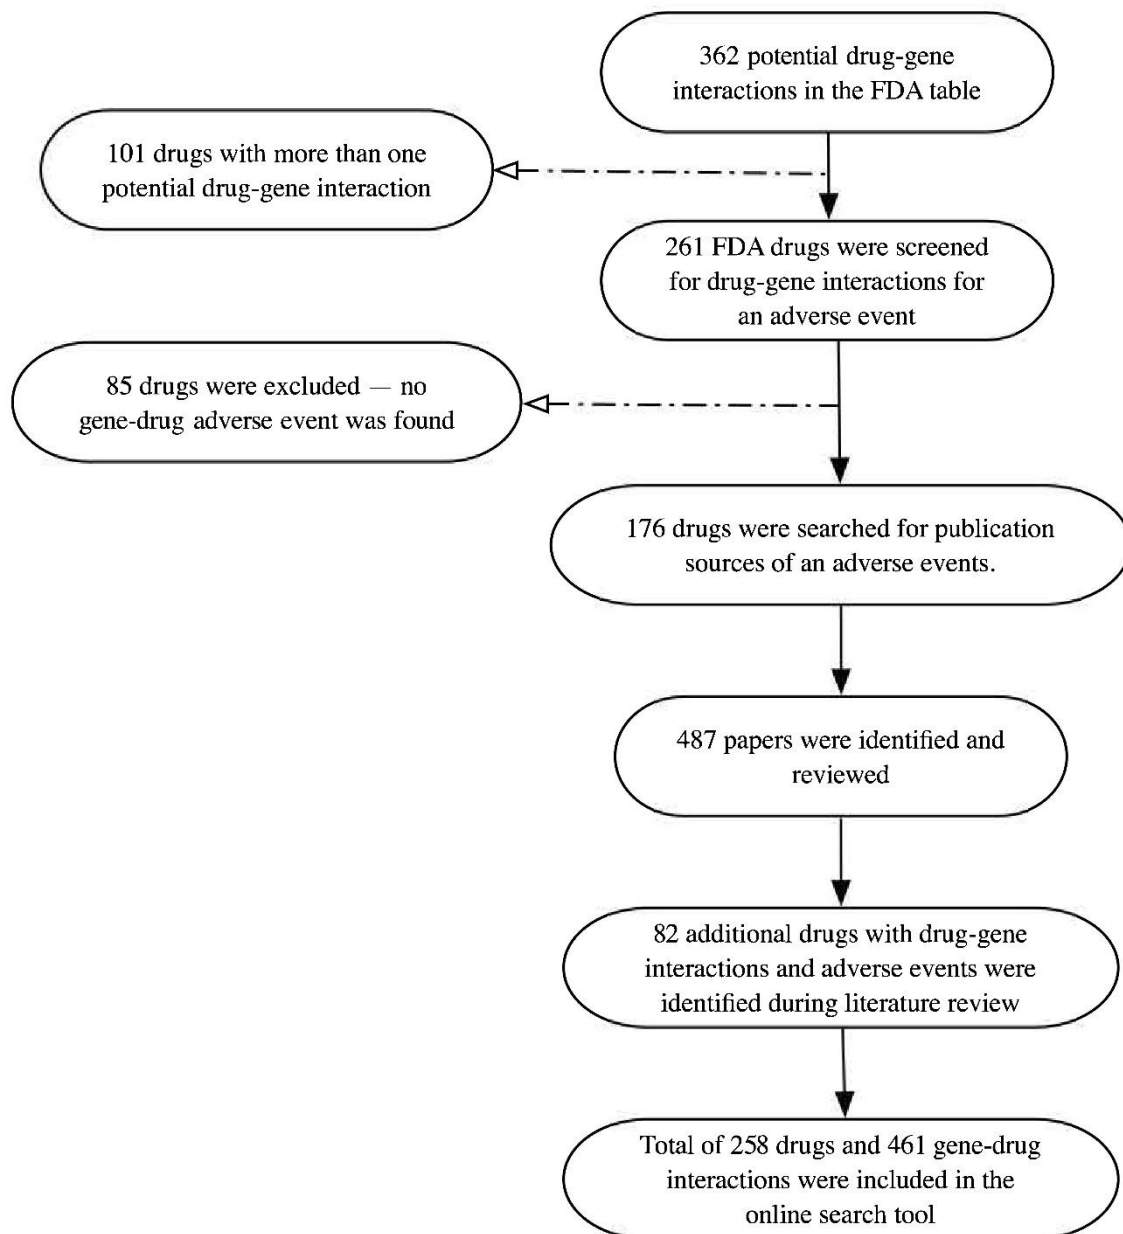 362 potential drug-gene
interactions in the FDA table
101 drugs with more than one
potential drug-gene interaction
261 FDA drugs were screened
for drug-gene interactions for
an adverse event
85 drugs were excluded — no
gene-drug adverse event was found
176 drugs were searched for publication
sources of an adverse events.
487 papers were identified and
reviewed
82 additional drugs with drug-gene
interactions and adverse events were
identified during literature review
Total of 258 drugs and 461 gene-drug
interactions were included in the
online search tool